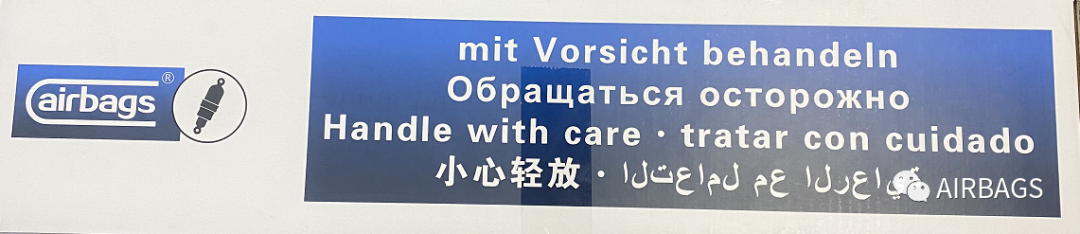 airbags®
mit Vorsicht behandeln
Обращаться осторожно
Handle with care · tratar con cuidado
小心轻放 · التعامل مع الرعاي
AIRBAGS